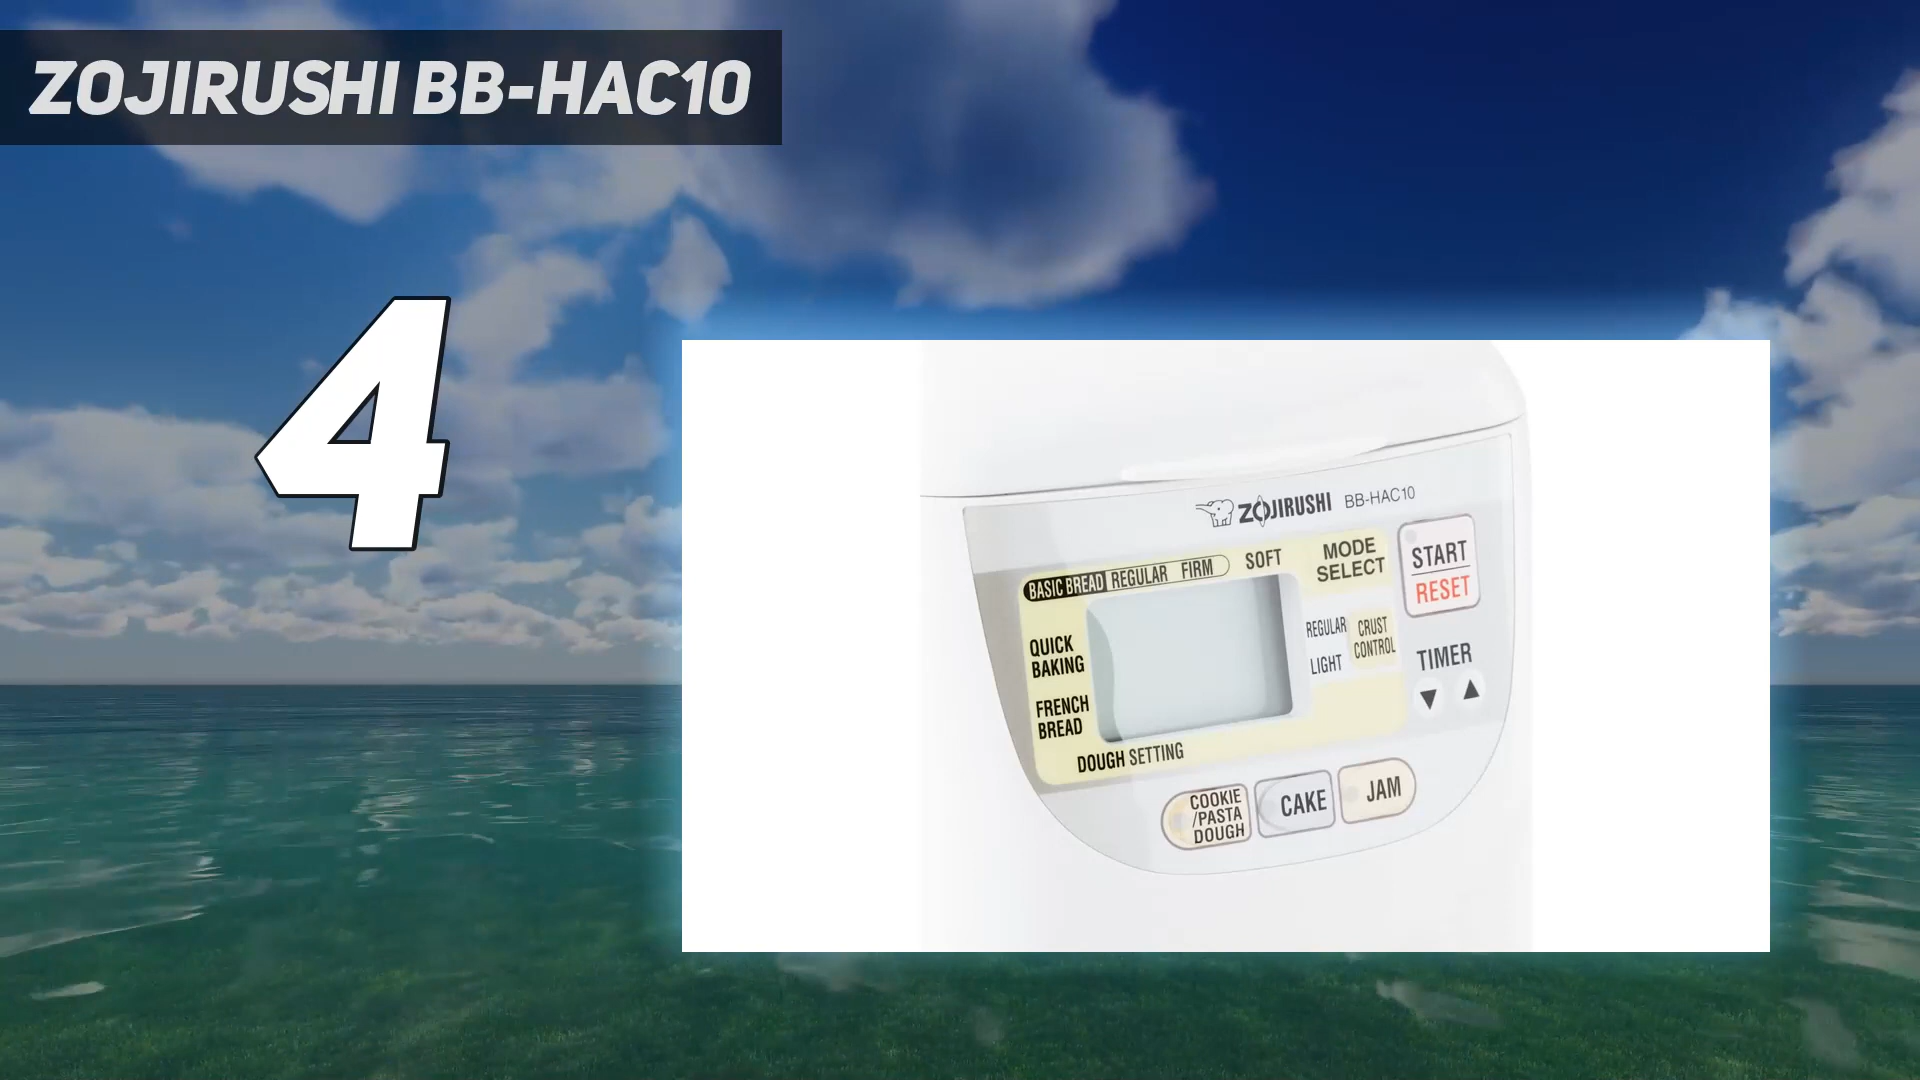 ZOJIRUSHI BB-HAC10
4
ZOJIRUSHI BB-HAC10
BASIC BREAD REGULAR FIRM SOFT
MODE
SELECT
START
RESET
QUICK
BAKING
FRENCH
BREAD
REGULAR
LIGHT
CRUST
CONTROL
TIMER
▼ ▲
DOUGH SETTING
COOKIE
/PASTA
DOUGH
CAKE
JAM